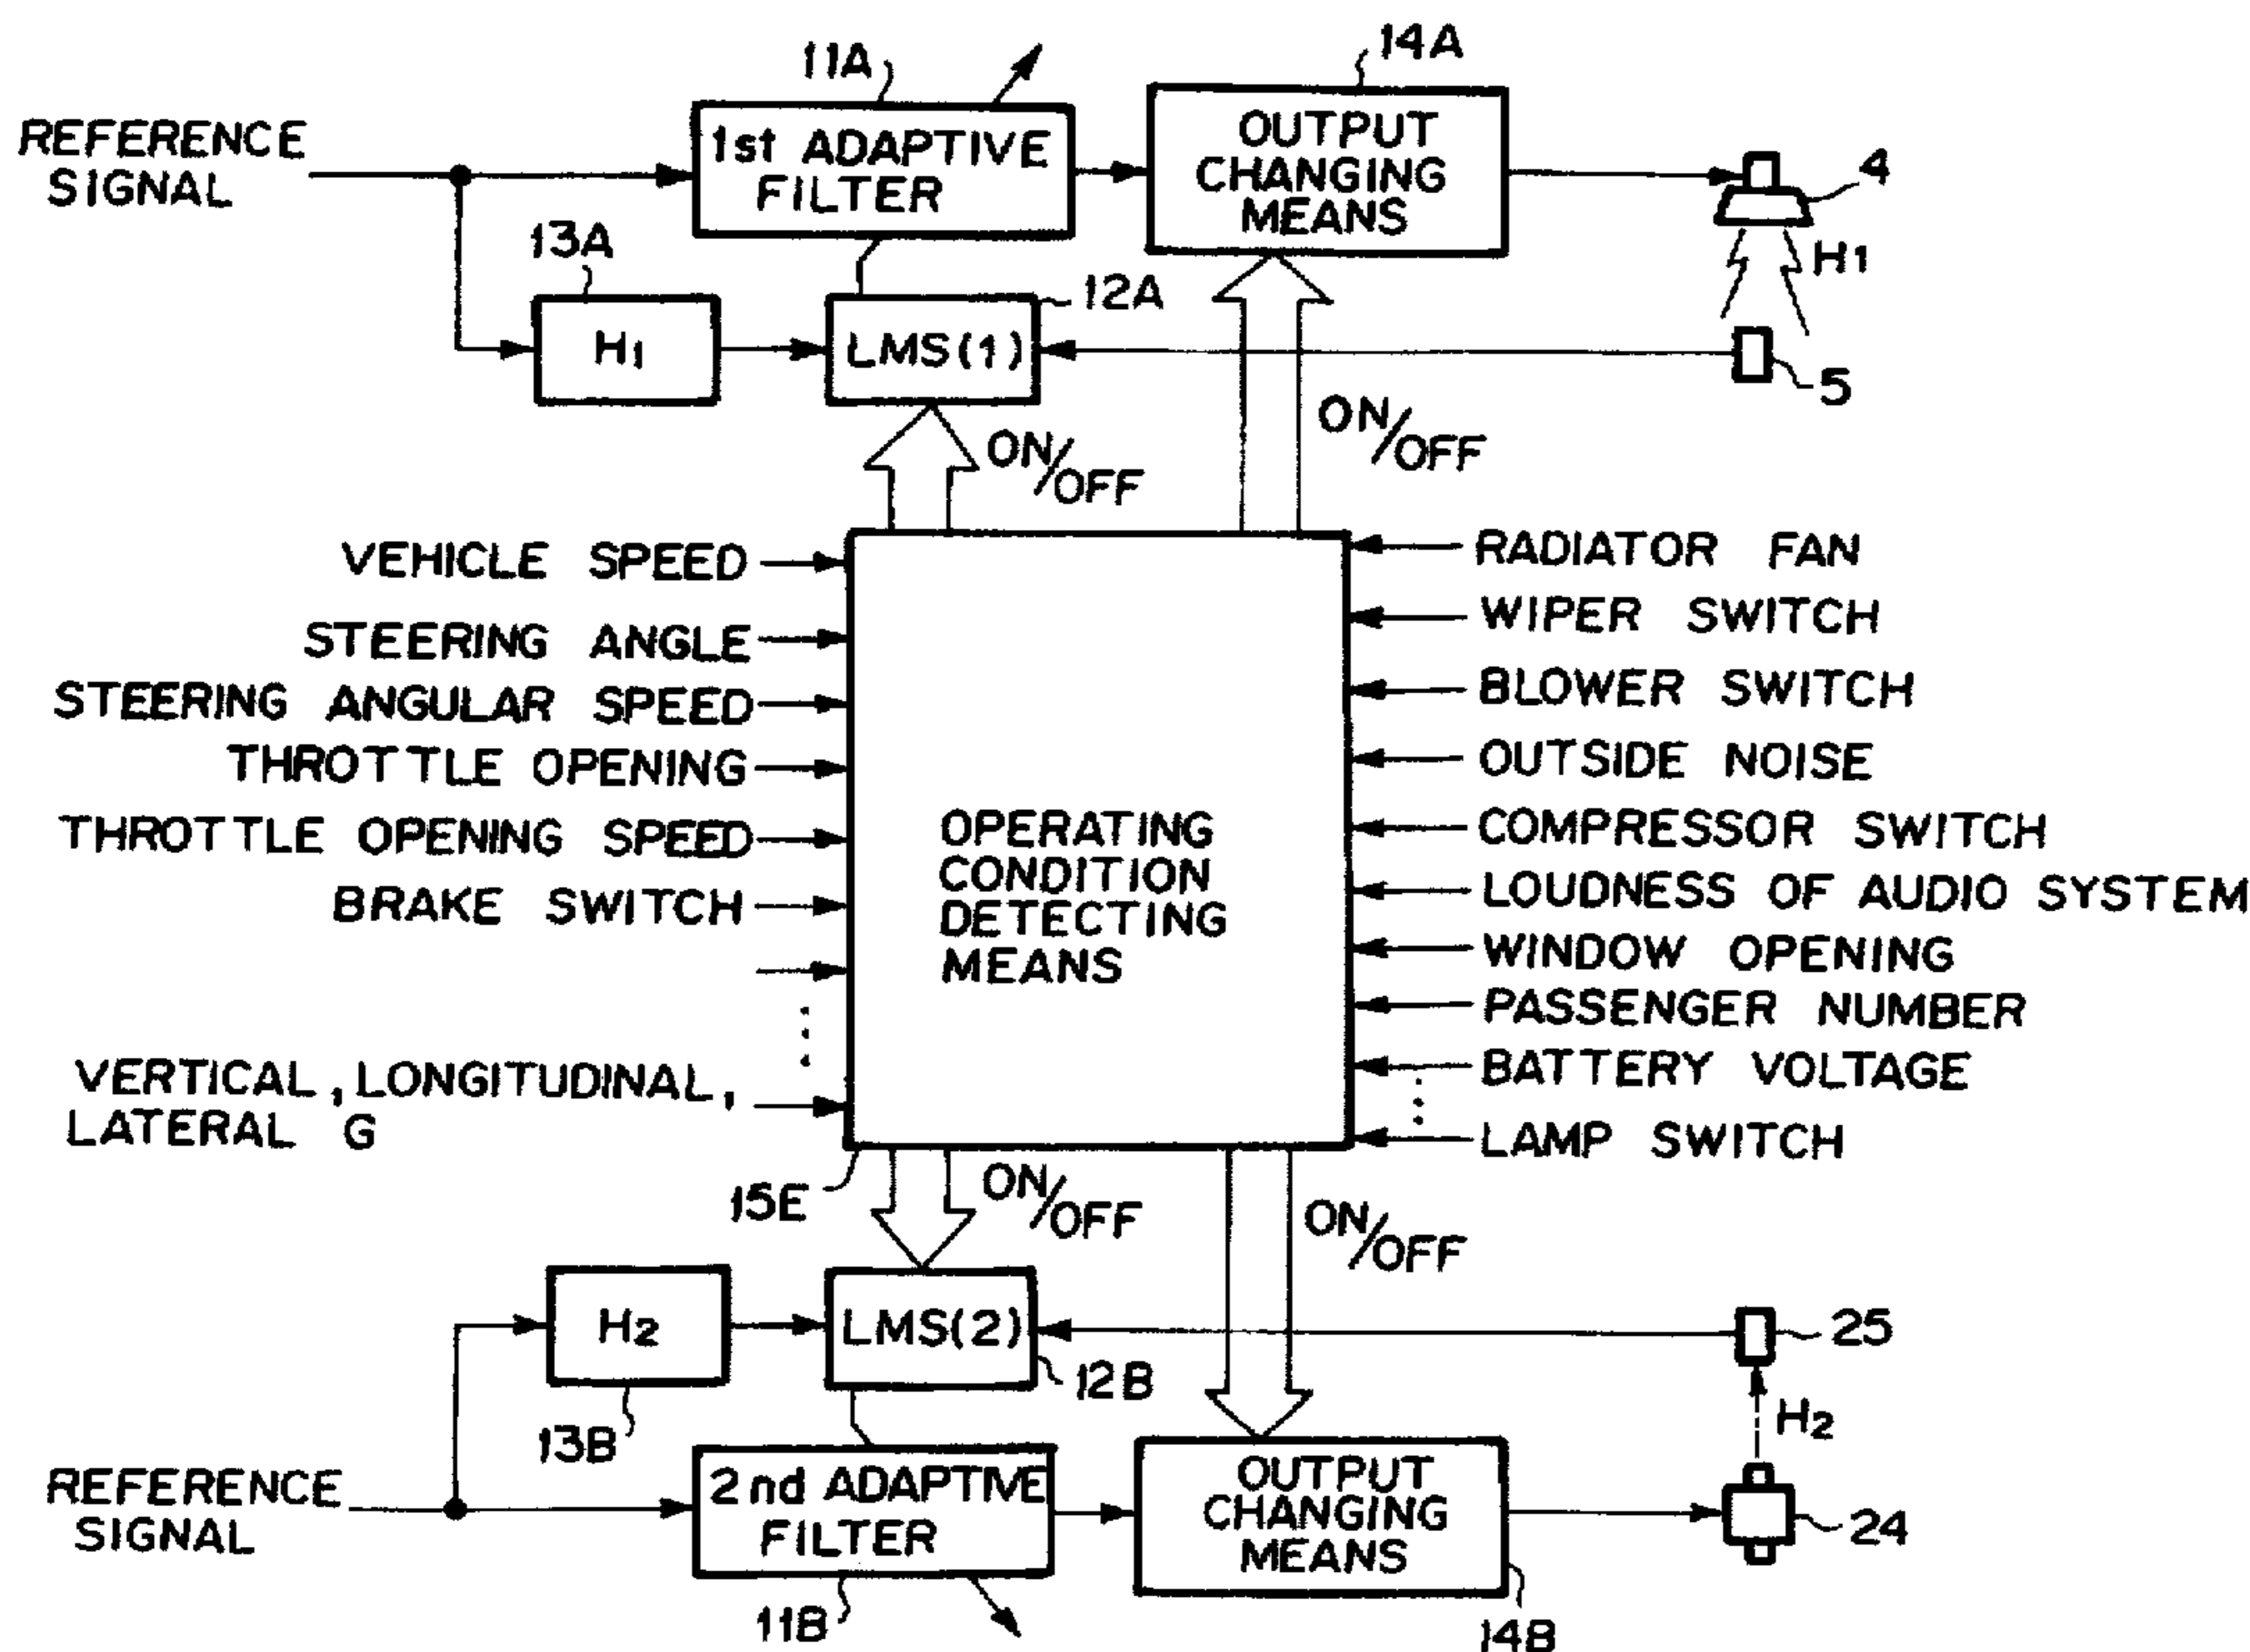 11A
14A
REFERENCE
SIGNAL
1st ADAPTIVE
FILTER
OUTPUT
CHANGING
MEANS
4
H1
13A
12A
H1
LMS(1)
5
ON/OFF
ON/OFF
VEHICLE SPEED
STEERING ANGLE
STEERING ANGULAR SPEED
THROTTLE OPENING
THROTTLE OPENING SPEED
BRAKE SWITCH
VERTICAL, LONGITUDINAL,
LATERAL G
OPERATING
CONDITION
DETECTING
MEANS
RADIATOR FAN
WIPER SWITCH
BLOWER SWITCH
OUTSIDE NOISE
COMPRESSOR SWITCH
LOUDNESS OF AUDIO SYSTEM
WINDOW OPENING
PASSENGER NUMBER
BATTERY VOLTAGE
LAMP SWITCH
15E
ON/OFF
ON/OFF
H2
LMS(2)
25
12B
13B
H2
REFERENCE
SIGNAL
2nd ADAPTIVE
FILTER
OUTPUT
CHANGING
MEANS
24
11B
14B